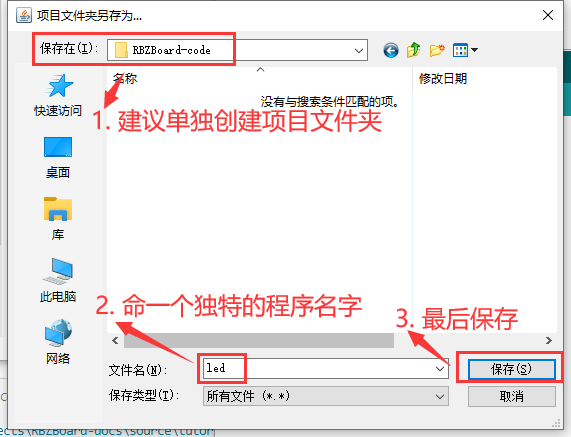 项目文件夹另存为...
保存在(I):
RBZBoard-code
名称
修改日期
没有与搜索条件匹配的项。
1. 建议单独创建项目文件夹
快速访问
桌面
库
此电脑
网络
2. 命一个独特的程序名字
3. 最后保存
文件名(N):
led
保存(S)
保存类型(T):
所有文件 (*.*)
取消
ects\RBZBoard-docs\source\tutor